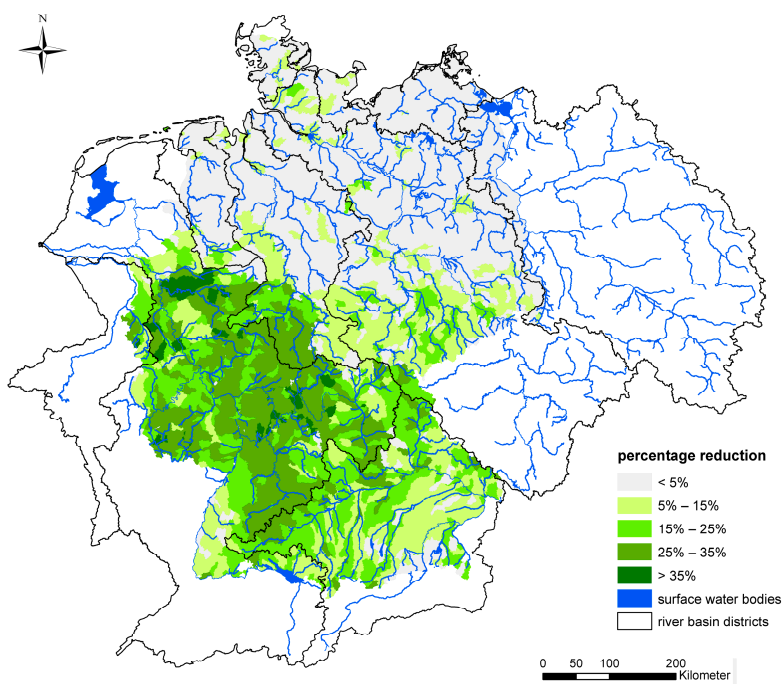 N
percentage reduction
< 5%
5% – 15%
15% – 25%
25% – 35%
> 35%
surface water bodies
river basin districts
0 50 100 200
Kilometer